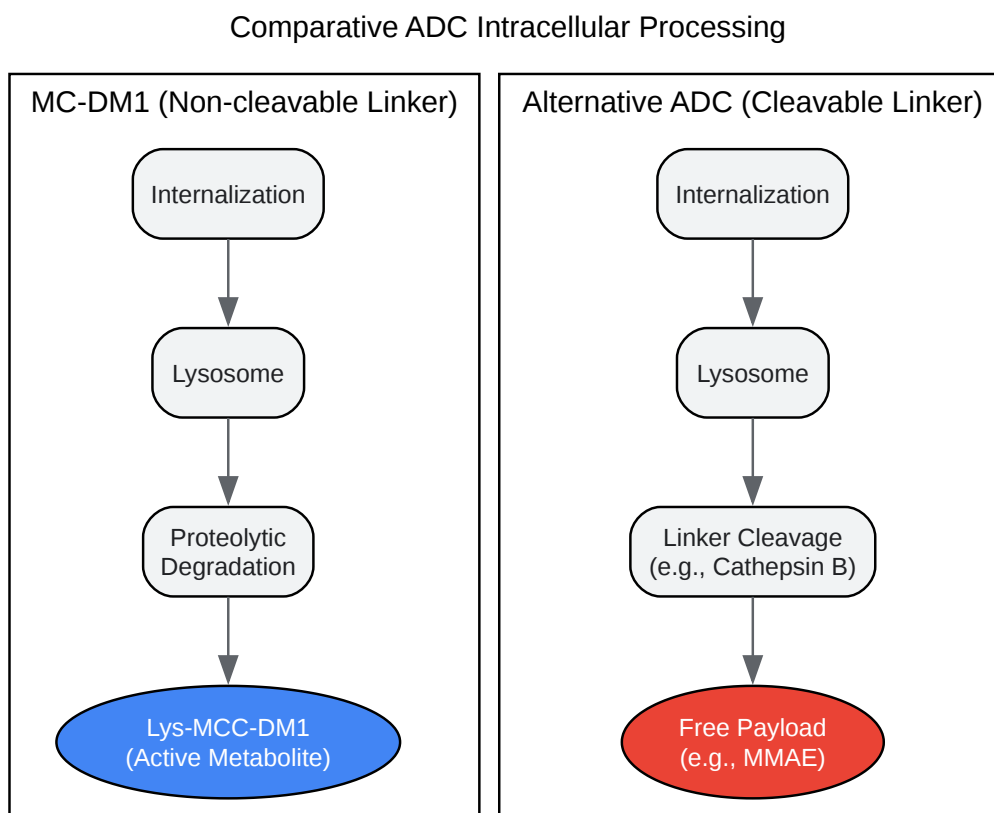 Comparative ADC Intracellular Processing
MC-DM1 (Non-cleavable Linker)
Internalization
Lysosome
Proteolytic
Degradation
Lys-MCC-DM1
(Active Metabolite)
Alternative ADC (Cleavable Linker)
Internalization
Lysosome
Linker Cleavage
(e.g., Cathepsin B)
Free Payload
(e.g., MMAE)